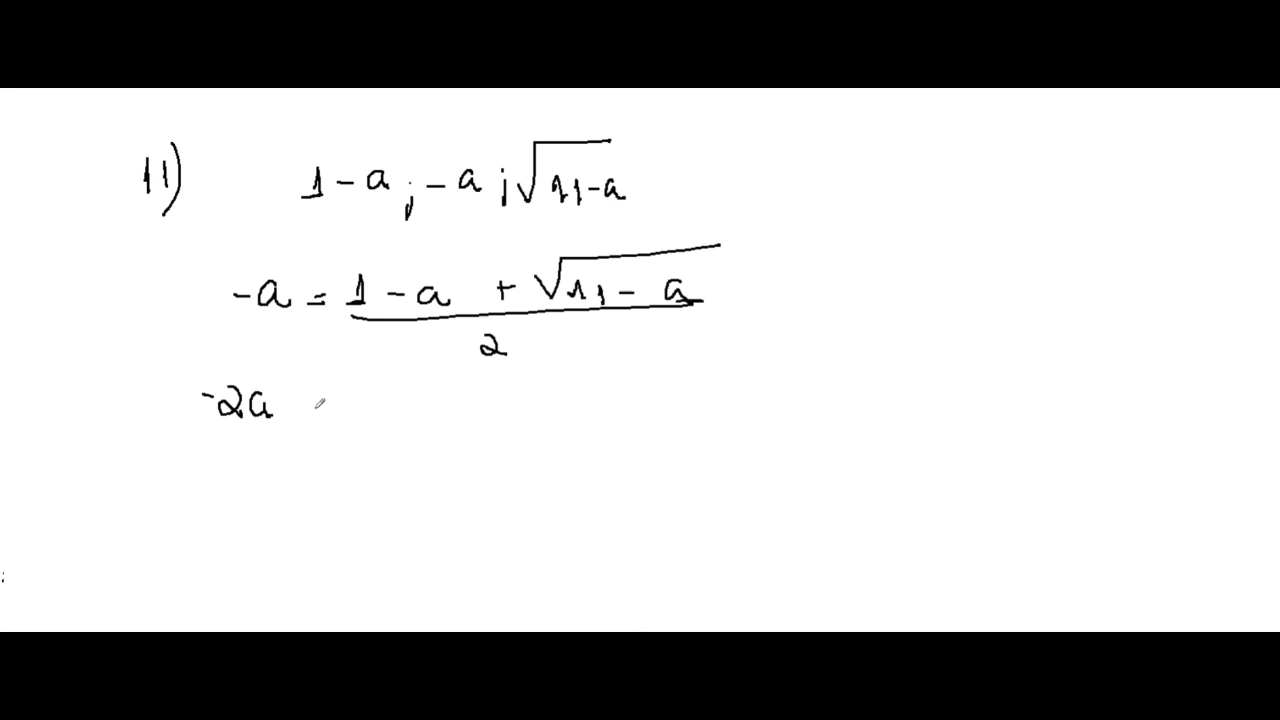 11) 1 - a ; - a ; √11-a
-a = 1 - a + √11 - a
2
-2a